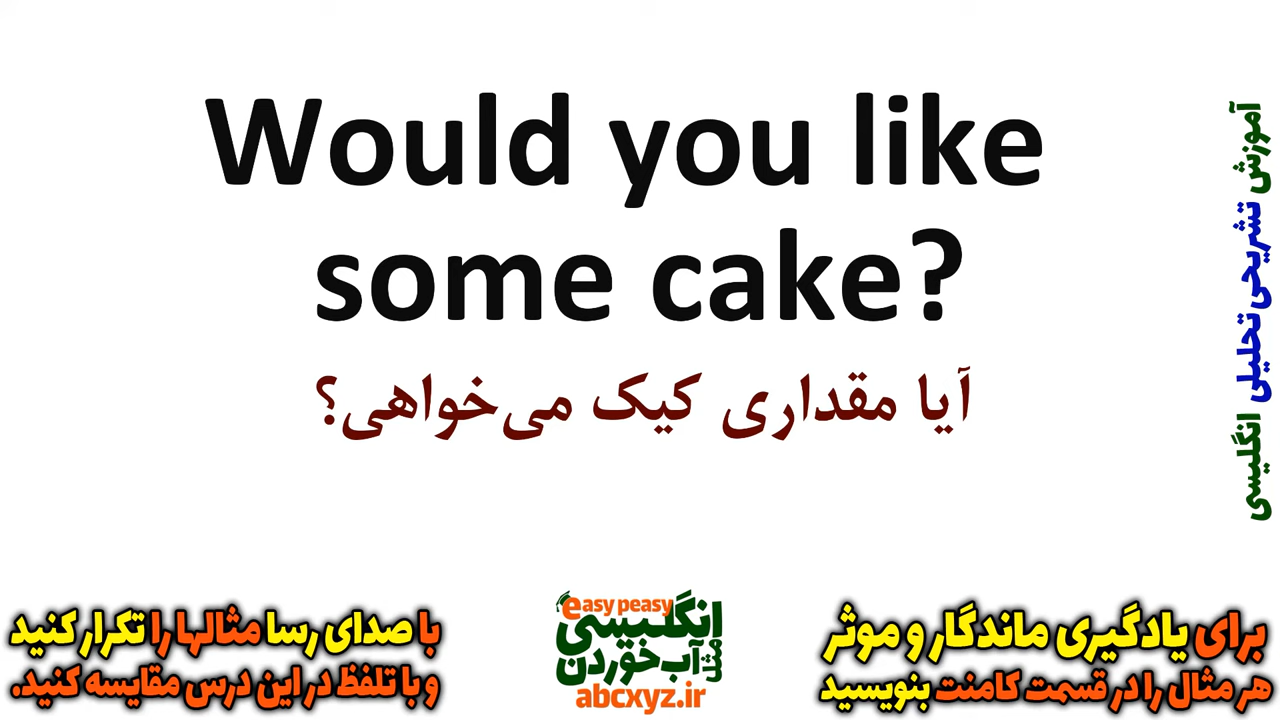 Would you like
some cake?
آیا مقداری کیک می‌خواهی؟
آموزش تشریحی تحلیلی انگلیسی
با صدای رسا مثالها را تکرار کنید
و با تلفظ در این درس مقایسه کنید.
easy peasy
انگلیسی
مثل آب خوردن
abcxyz.ir
برای یادگیری ماندگار و موثر
هر مثال را در قسمت کامنت بنویسید